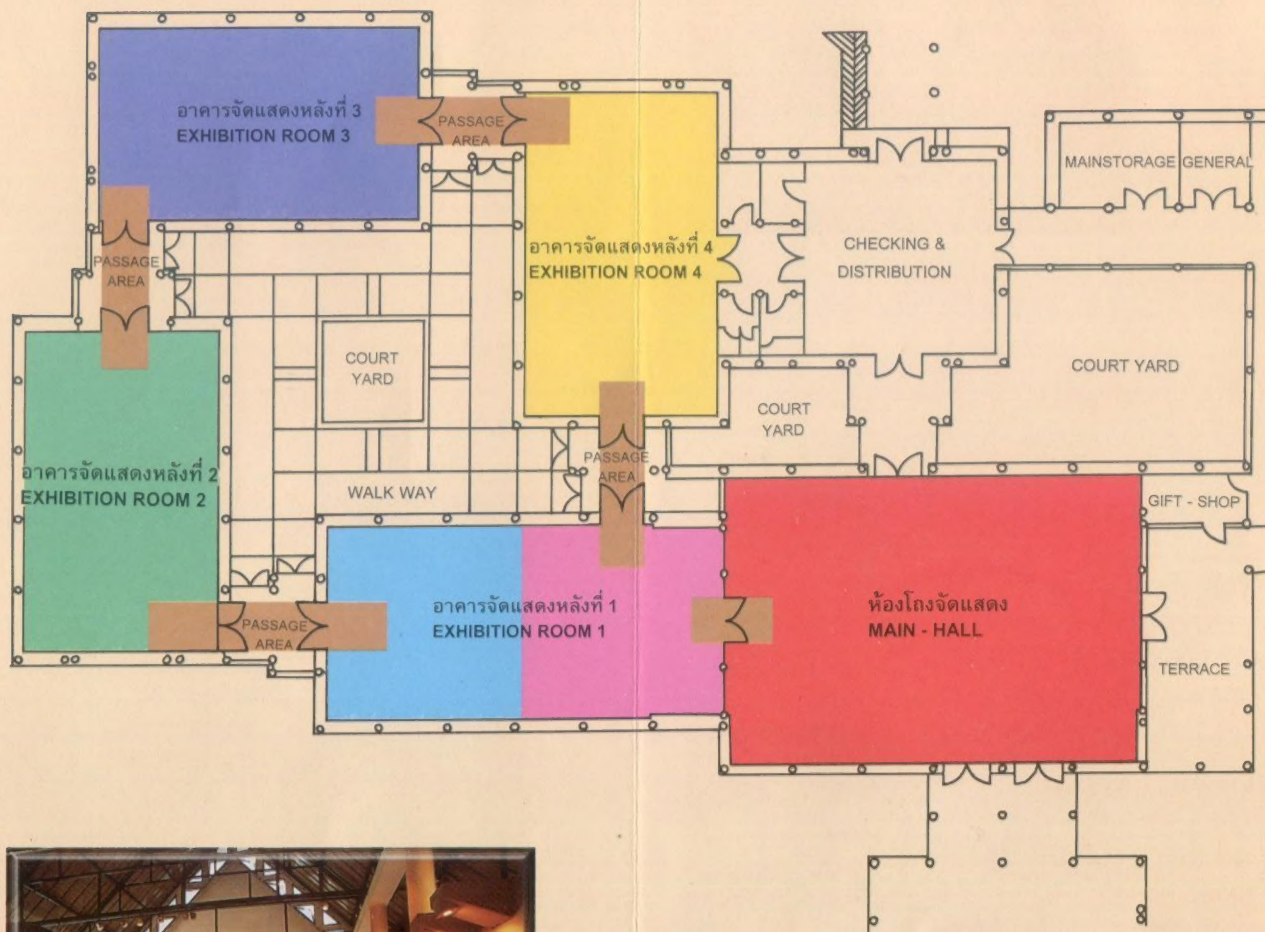 อาคารจัดแสดงหลังที่ 3
EXHIBITION ROOM 3
PASSAGE
AREA
MAINSTORAGE
GENERAL
อาคารจัดแสดงหลังที่ 4
EXHIBITION ROOM 4
CHECKING &
DISTRIBUTION
PASSAGE
AREA
COURT
YARD
COURT YARD
COURT
YARD
อาคารจัดแสดงหลังที่ 2
EXHIBITION ROOM 2
PASSAGE
AREA
WALK WAY
GIFT - SHOP
อาคารจัดแสดงหลังที่ 1
EXHIBITION ROOM 1
ห้องโถงจัดแสดง
MAIN - HALL
PASSAGE
AREA
TERRACE